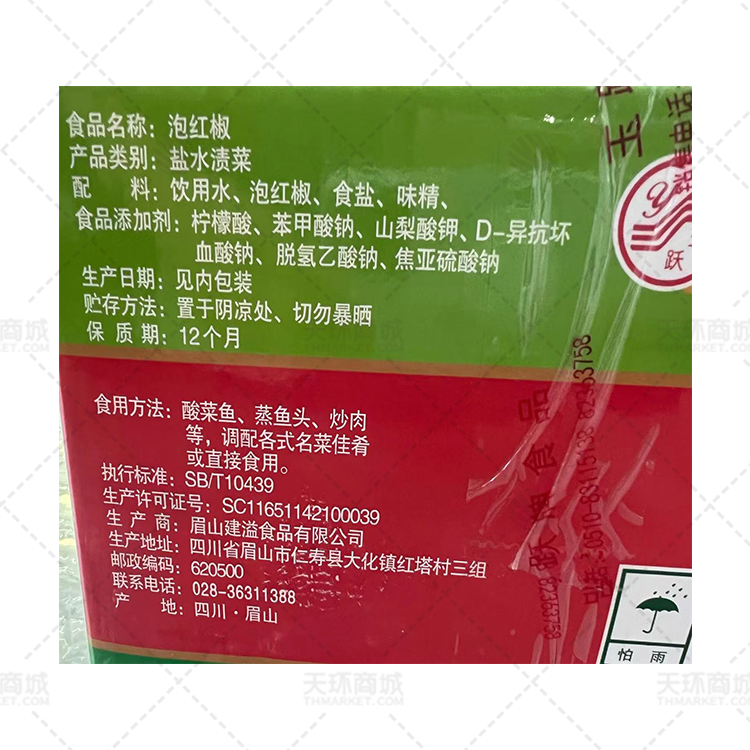 食品名称：泡红椒
产品类别：盐水渍菜
配 料：饮用水、泡红椒、食盐、味精、
食品添加剂：柠檬酸、苯甲酸钠、山梨酸钾、D-异抗坏
血酸钠、脱氢乙酸钠、焦亚硫酸钠
生产日期：见内包装
贮存方法：置于阴凉处、切勿暴晒
保 质 期：12个月
食用方法：酸菜鱼、蒸鱼头、炒肉
等，调配各式名菜佳肴
或直接食用。
执行标准：SB/T10439
生产许可证号：SC11651142100039
生 产 商：眉山建溢食品有限公司
生产地址：四川省眉山市仁寿县大化镇红塔村三组
邮政编码：620500
联系电话：028-36311388
产 地：四川·眉山
跃
怕 雨
天环商城
THMARKET.COM